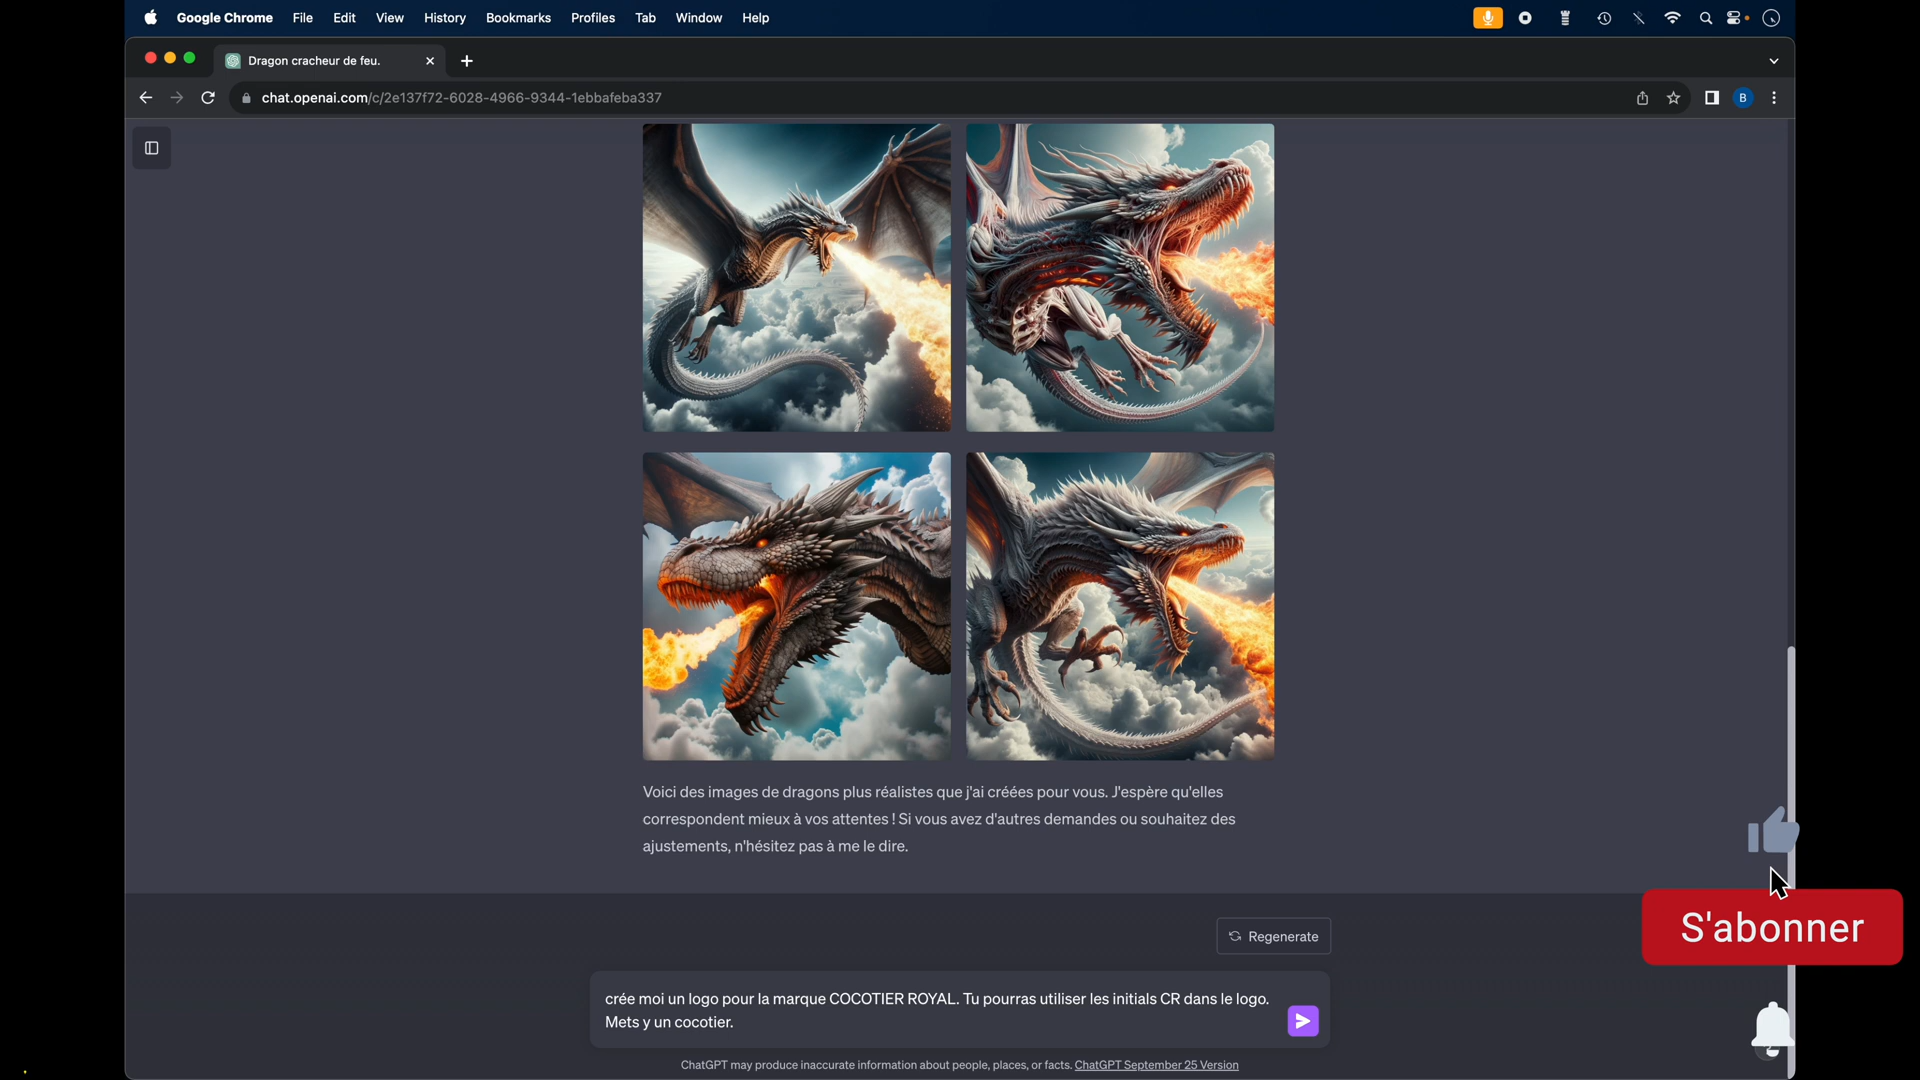 Google Chrome File Edit View History Bookmarks Profiles Tab Window Help
Dragon cracheur de feu.
chat.openai.com/c/2e137f72-6028-4966-9344-1ebbafeba337
B
Voici des images de dragons plus réalistes que j'ai créées pour vous. J'espère qu'elles
correspondent mieux à vos attentes ! Si vous avez d'autres demandes ou souhaitez des
ajustements, n'hésitez pas à me le dire.
S'abonner
Regenerate
crée moi un logo pour la marque COCOTIER ROYAL. Tu pourras utiliser les initials CR dans le logo.
Mets y un cocotier.
ChatGPT may produce inaccurate information about people, places, or facts. ChatGPT September 25 Version